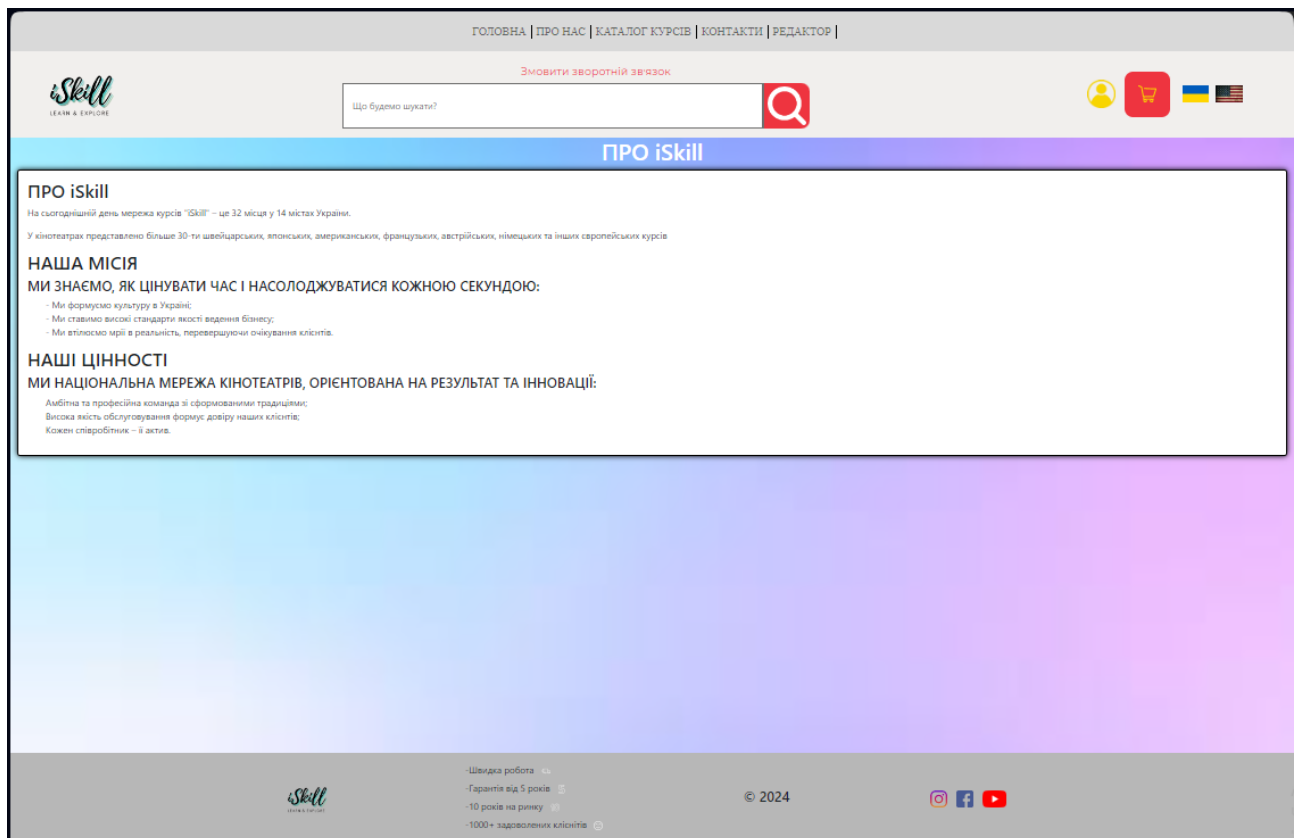 ГОЛОВНА | ПРО НАС | КАТАЛОГ КУРСІВ | КОНТАКТИ | РЕДАКТОР |
Змовити зворотній зв'язок
iSkill
LEARN & EXPLORE
Що будемо шукати?
ПРО iSkill
ПРО iSkill
На сьогоднішній день мережа курсів "iSkill" – це 32 місця у 14 містах України.
У кінотеатрах представлено більше 30-ти швейцарських, японських, американських, французьких, австрійських, німецьких та інших європейських курсів
НАША МІСІЯ
МИ ЗНАЄМО, ЯК ЦІНУВАТИ ЧАС І НАСОЛОДЖУВАТИСЯ КОЖНОЮ СЕКУНДОЮ:
- Ми формуємо культуру в Україні;
- Ми ставимо високі стандарти якості ведення бізнесу;
- Ми втілюємо мрії в реальність, перевершуючи очікування клієнтів.
НАШІ ЦІННОСТІ
МИ НАЦІОНАЛЬНА МЕРЕЖА КІНОТЕАТРІВ, ОРІЄНТОВАНА НА РЕЗУЛЬТАТ ТА ІННОВАЦІЇ:
Амбітна та професійна команда зі сформованими традиціями;
Висока якість обслуговування формує довіру наших клієнтів;
Кожен співробітник – її актив.
-Швидка робота
-Гарантія від 5 років
-10 років на ринку
-1000+ задоволених клієнтів
iSkill
LEARN & EXPLORE
© 2024